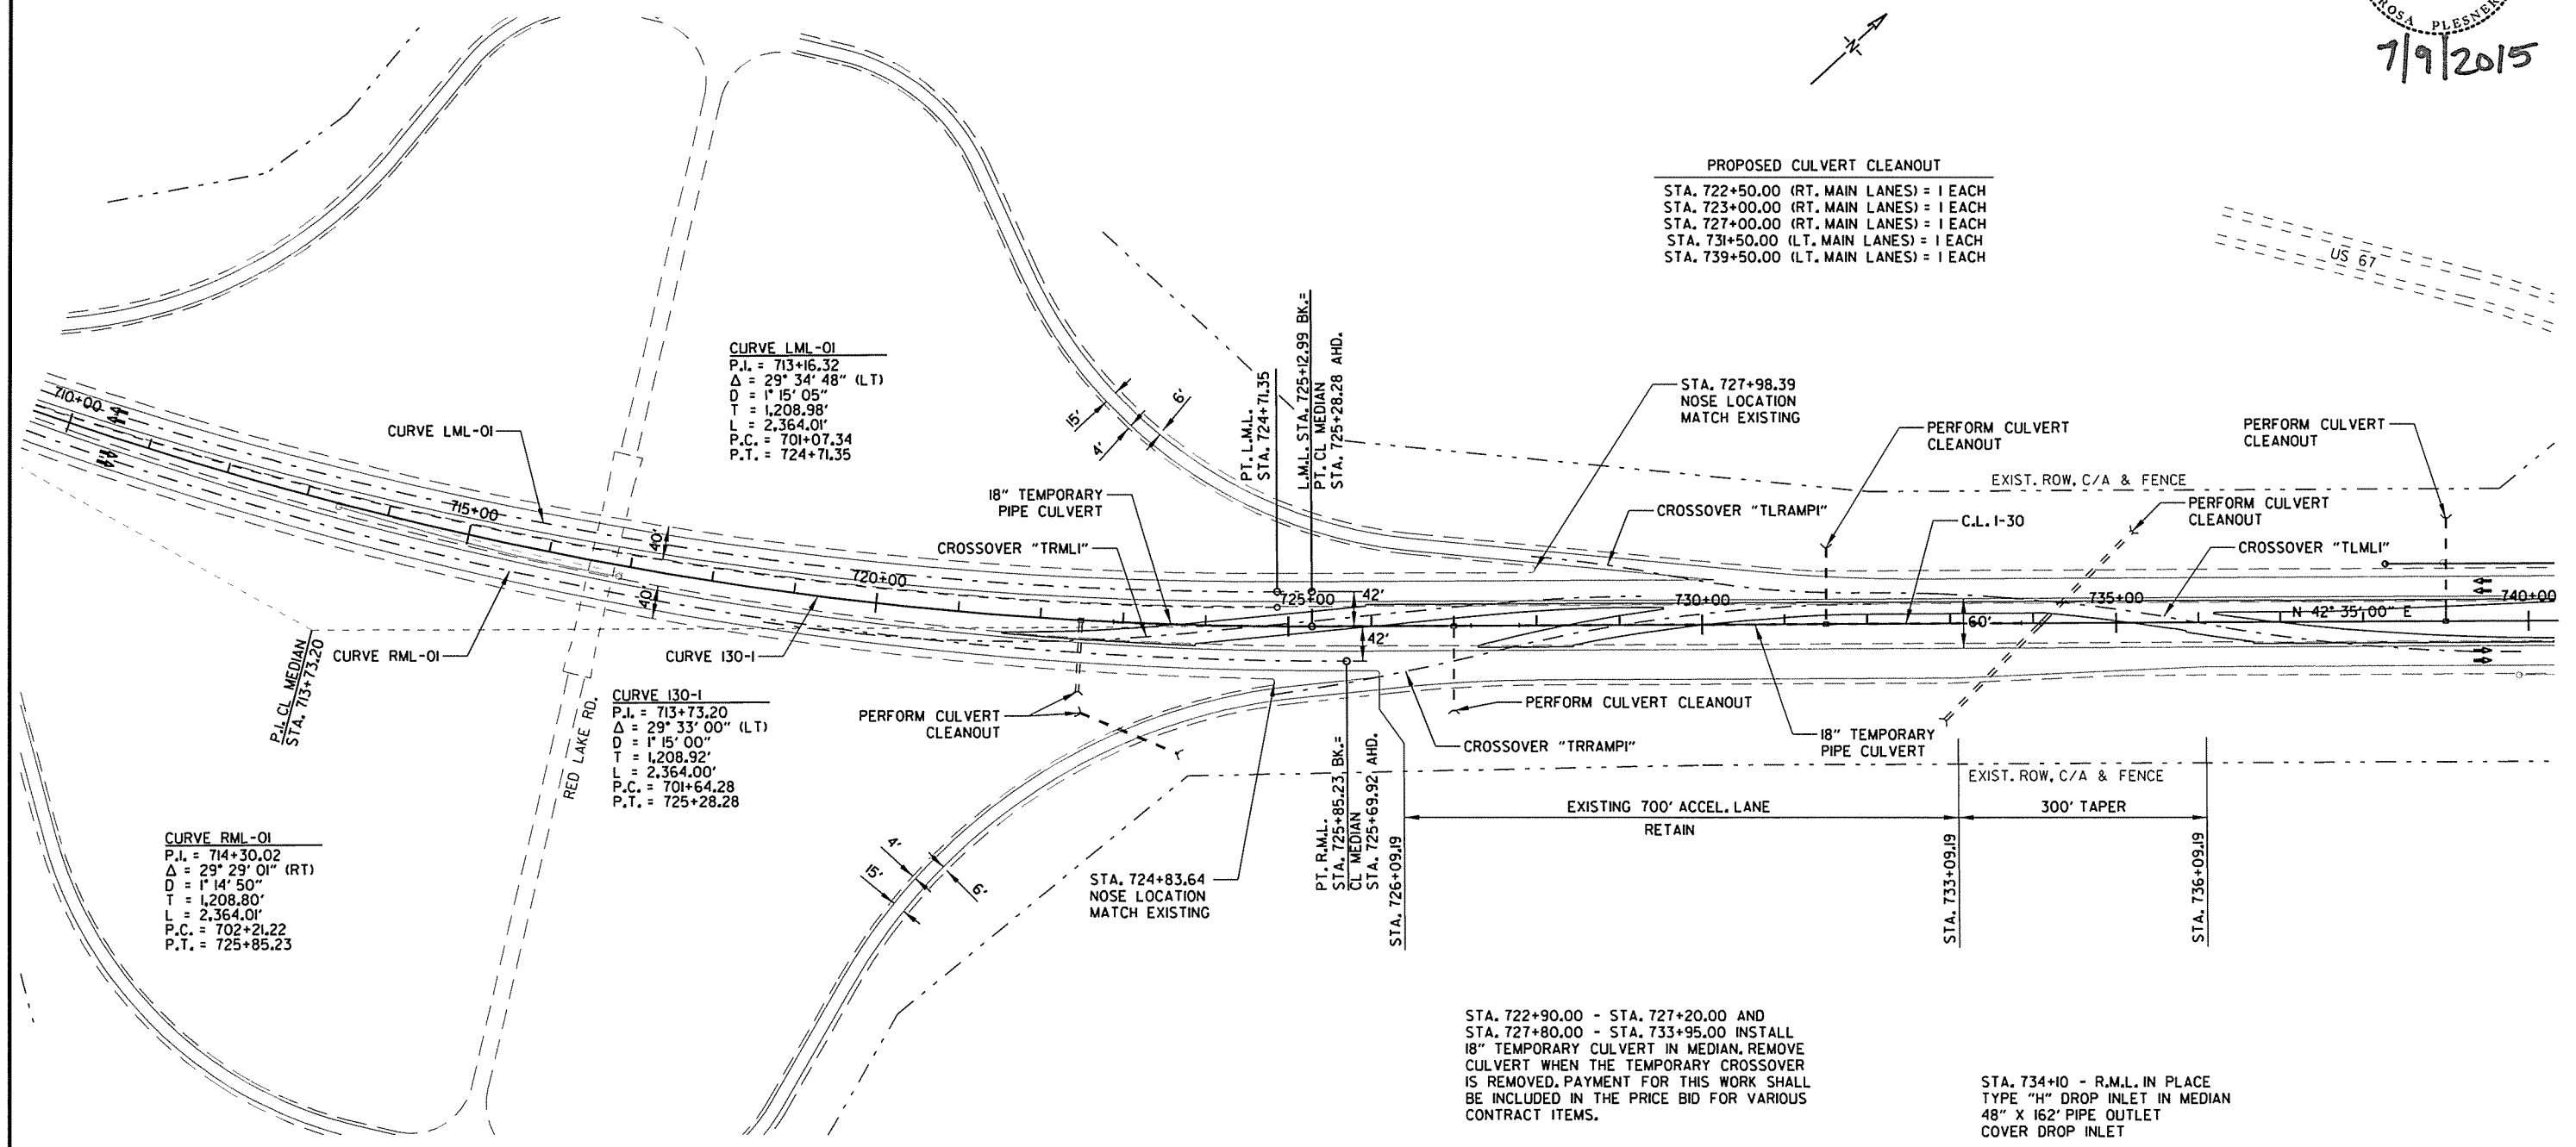 ROSA PLESNER
7/9/2015
N
PROPOSED CULVERT CLEANOUT
STA. 722+50.00 (RT. MAIN LANES) = 1 EACH
STA. 723+00.00 (RT. MAIN LANES) = 1 EACH
STA. 727+00.00 (RT. MAIN LANES) = 1 EACH
STA. 731+50.00 (LT. MAIN LANES) = 1 EACH
STA. 739+50.00 (LT. MAIN LANES) = 1 EACH
US 67
CURVE LML-01
P.I. = 713+16.32
Δ = 29° 34' 48" (LT)
D = 1° 15' 05"
T = 1,208.98'
L = 2,364.01'
P.C. = 701+07.34
P.T. = 724+71.35
PT. L.M.L.
STA. 724+71.35
L.M.L. STA. 725+12.99 BK.=
PT. CL MEDIAN
STA. 725+28.28 AHD.
15'
4'
6'
STA. 727+98.39
NOSE LOCATION
MATCH EXISTING
PERFORM CULVERT
CLEANOUT
PERFORM CULVERT
CLEANOUT
710+00
CURVE LML-01
715+00
18" TEMPORARY
PIPE CULVERT
CROSSOVER "TRML1"
EXIST. ROW, C/A & FENCE
PERFORM CULVERT
CLEANOUT
CROSSOVER "TLRAMP1"
C.L. I-30
CROSSOVER "TLML1"
40'
40'
720+00
725+00
42'
42'
730+00
60'
735+00
N 42° 35' 00" E
740+00
P.I. CL MEDIAN
STA. 713+73.20
CURVE RML-01
CURVE I30-1
RED LAKE RD.
CURVE I30-1
P.I. = 713+73.20
Δ = 29° 33' 00" (LT)
D = 1° 15' 00"
T = 1,208.92'
L = 2,364.00'
P.C. = 701+64.28
P.T. = 725+28.28
PERFORM CULVERT
CLEANOUT
PERFORM CULVERT CLEANOUT
CROSSOVER "TRRAMP1"
18" TEMPORARY
PIPE CULVERT
EXIST. ROW, C/A & FENCE
EXISTING 700' ACCEL. LANE
RETAIN
300' TAPER
CURVE RML-01
P.I. = 714+30.02
Δ = 29° 29' 01" (RT)
D = 1° 14' 50"
T = 1,208.80'
L = 2,364.01'
P.C. = 702+21.22
P.T. = 725+85.23
4'
15'
6'
STA. 724+83.64
NOSE LOCATION
MATCH EXISTING
PT. R.M.L.
STA. 725+85.23 BK.=
CL MEDIAN
STA. 725+69.92 AHD.
STA. 726+09.19
STA. 733+09.19
STA. 736+09.19
STA. 722+90.00 - STA. 727+20.00 AND
STA. 727+80.00 - STA. 733+95.00 INSTALL
18" TEMPORARY CULVERT IN MEDIAN. REMOVE
CULVERT WHEN THE TEMPORARY CROSSOVER
IS REMOVED. PAYMENT FOR THIS WORK SHALL
BE INCLUDED IN THE PRICE BID FOR VARIOUS
CONTRACT ITEMS.
STA. 734+10 - R.M.L. IN PLACE
TYPE "H" DROP INLET IN MEDIAN
48" X 162' PIPE OUTLET
COVER DROP INLET